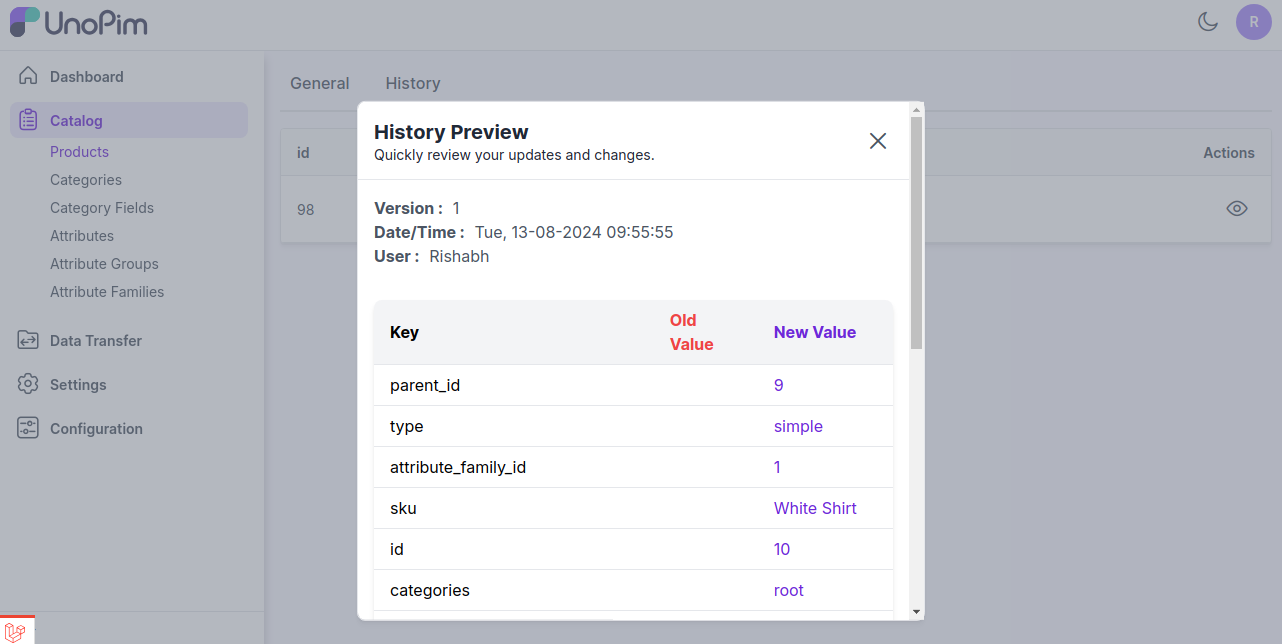 UnoPim
R
Dashboard
Catalog
Products
Categories
Category Fields
Attributes
Attribute Groups
Attribute Families
Data Transfer
Settings
Configuration
General History
id Actions
98
History Preview
Quickly review your updates and changes.
Version : 1
Date/Time : Tue, 13-08-2024 09:55:55
User : Rishabh
Key Old Value New Value
parent_id 9
type simple
attribute_family_id 1
sku White Shirt
id 10
categories root